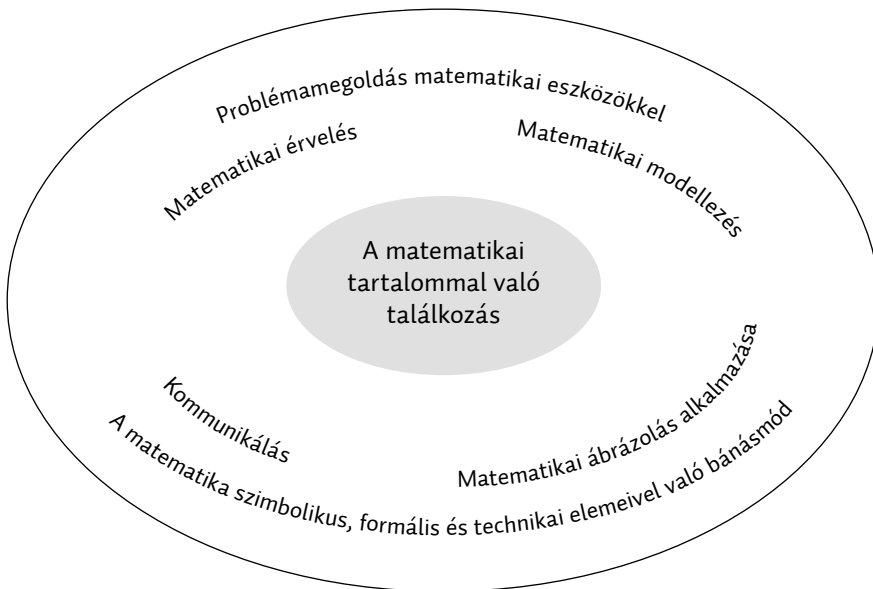 Problémamegoldás matematikai eszközökkel
Matematikai érvelés
Matematikai modellezés
A matematikai
tartalommal való
találkozás
Kommunikálás
Matematikai ábrázolás alkalmazása
A matematika szimbolikus, formális és technikai elemeivel való bánásmód